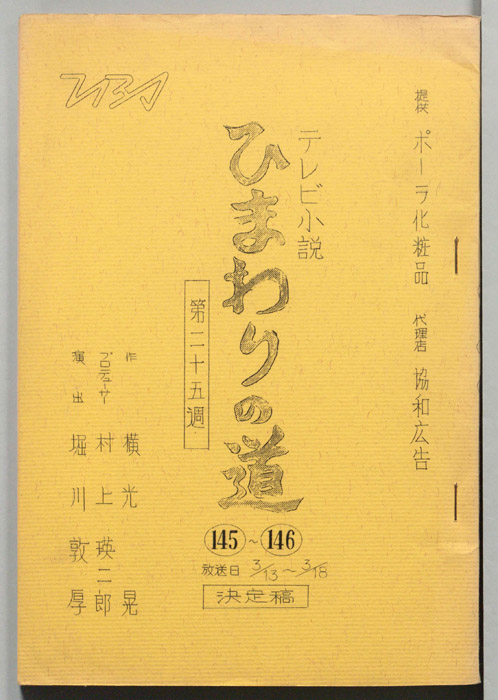 提供 ポーラ化粧品 代理店 協和広告
テレビ小説
ひまわりの道
第二十五週
145~146
放送日 3/13~3/18
決定稿
作 横光 晃
プロデューサー 村上 瑛二郎
演出 堀川 敦厚
TBS